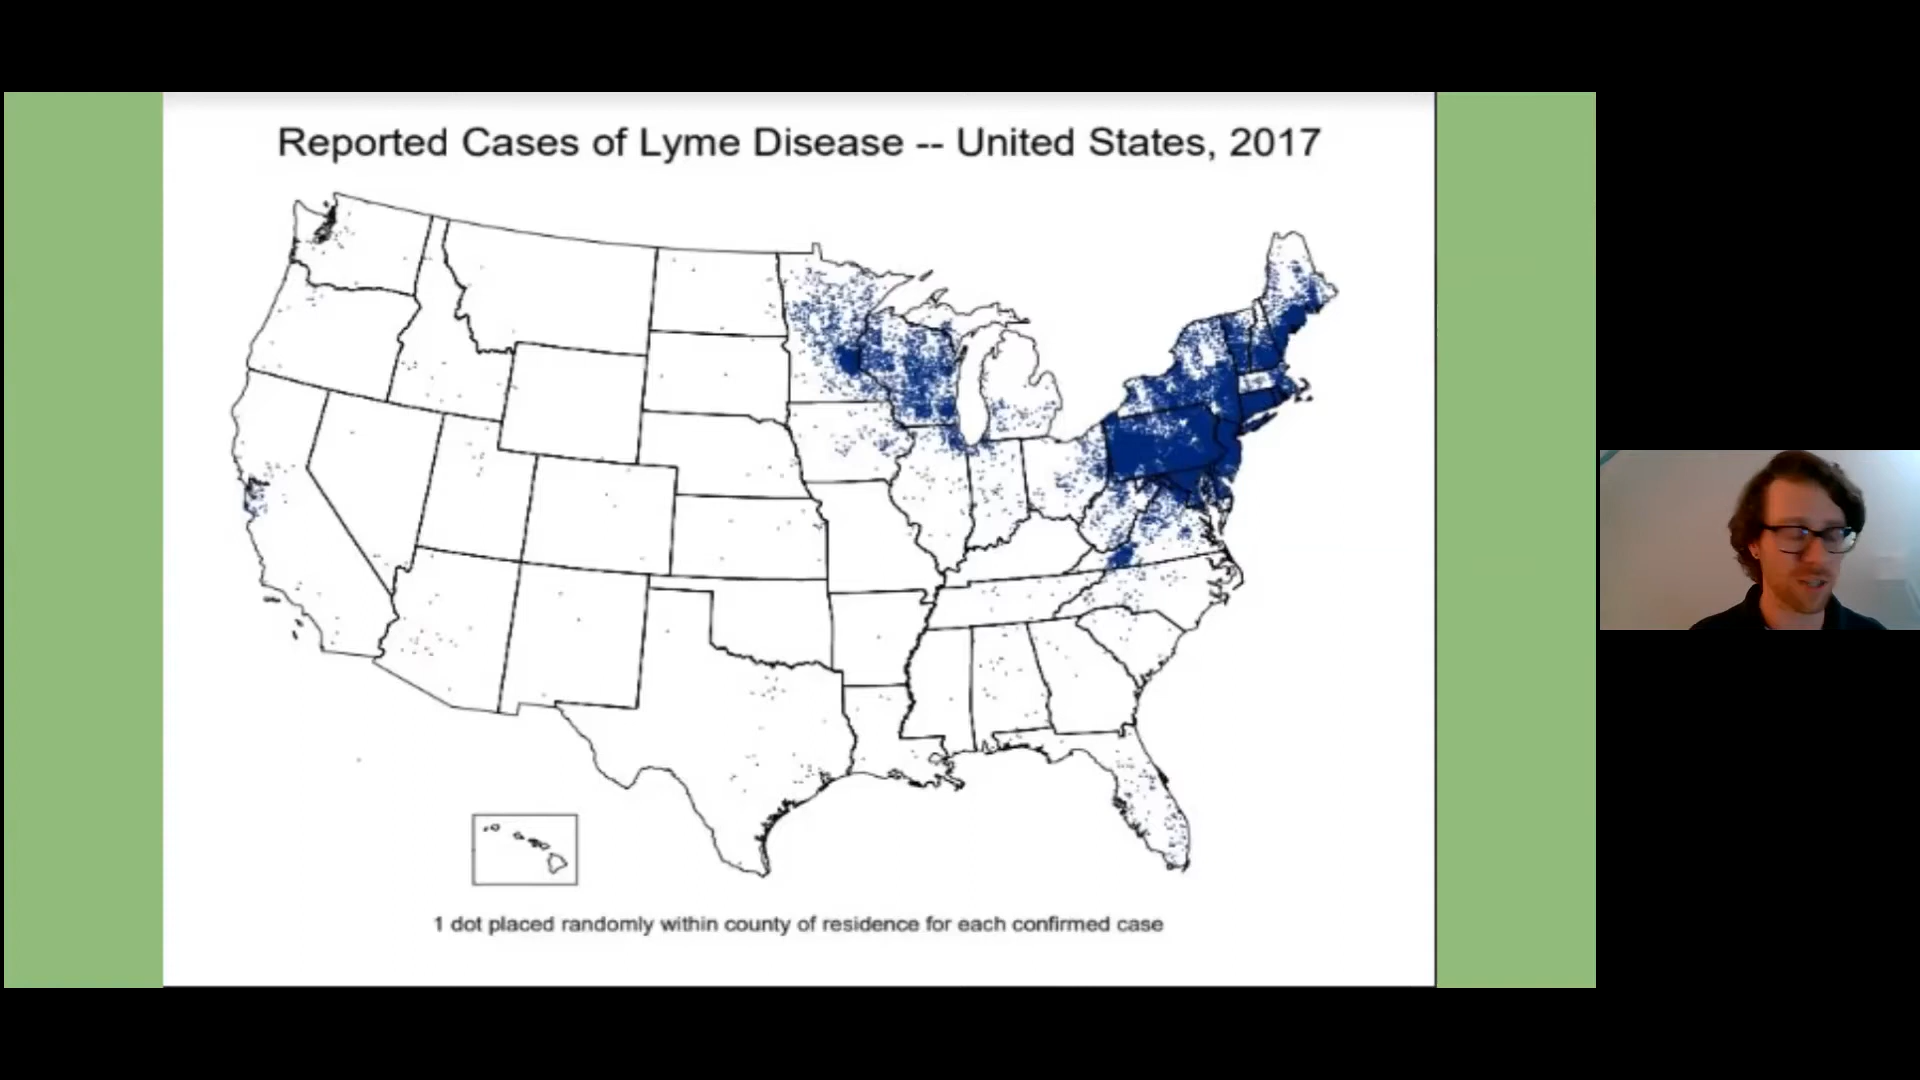 Reported Cases of Lyme Disease -- United States, 2017
1 dot placed randomly within county of residence for each confirmed case